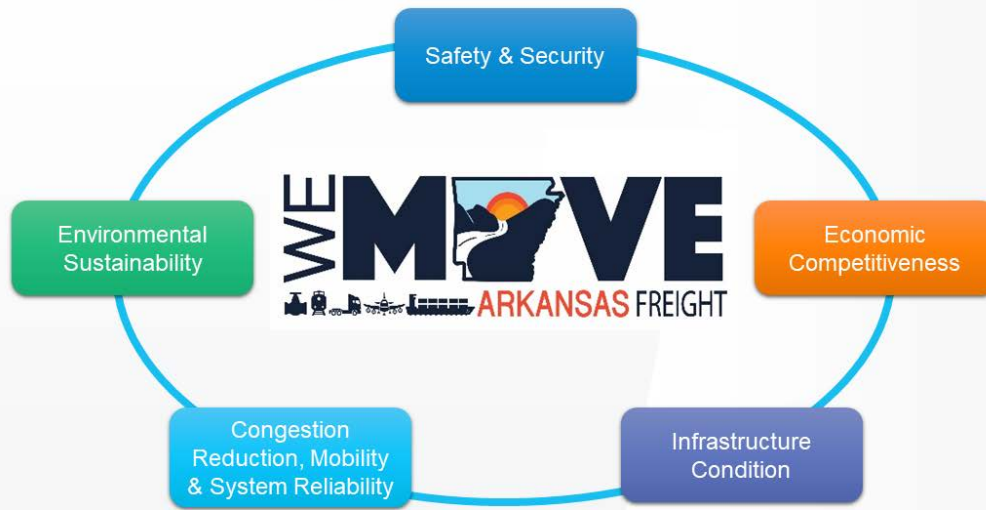 Safety & Security
Environmental
Sustainability
WE MOVE
ARKANSAS FREIGHT
Economic
Competitiveness
Congestion
Reduction, Mobility
& System Reliability
Infrastructure
Condition